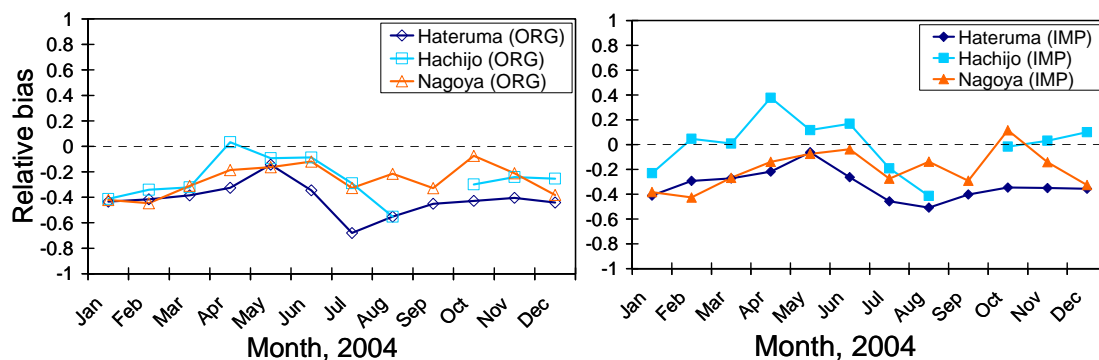 1
0.8
0.6
0.4
0.2
0
-0.2
-0.4
-0.6
-0.8
-1
Relative bias
Hateruma (ORG)
Hachijo (ORG)
Nagoya (ORG)
Jan
Feb
Mar
Apr
May
Jun
Jul
Aug
Sep
Oct
Nov
Dec
Month, 2004
1
0.8
0.6
0.4
0.2
0
-0.2
-0.4
-0.6
-0.8
-1
Hateruma (IMP)
Hachijo (IMP)
Nagoya (IMP)
Jan
Feb
Mar
Apr
May
Jun
Jul
Aug
Sep
Oct
Nov
Dec
Month, 2004